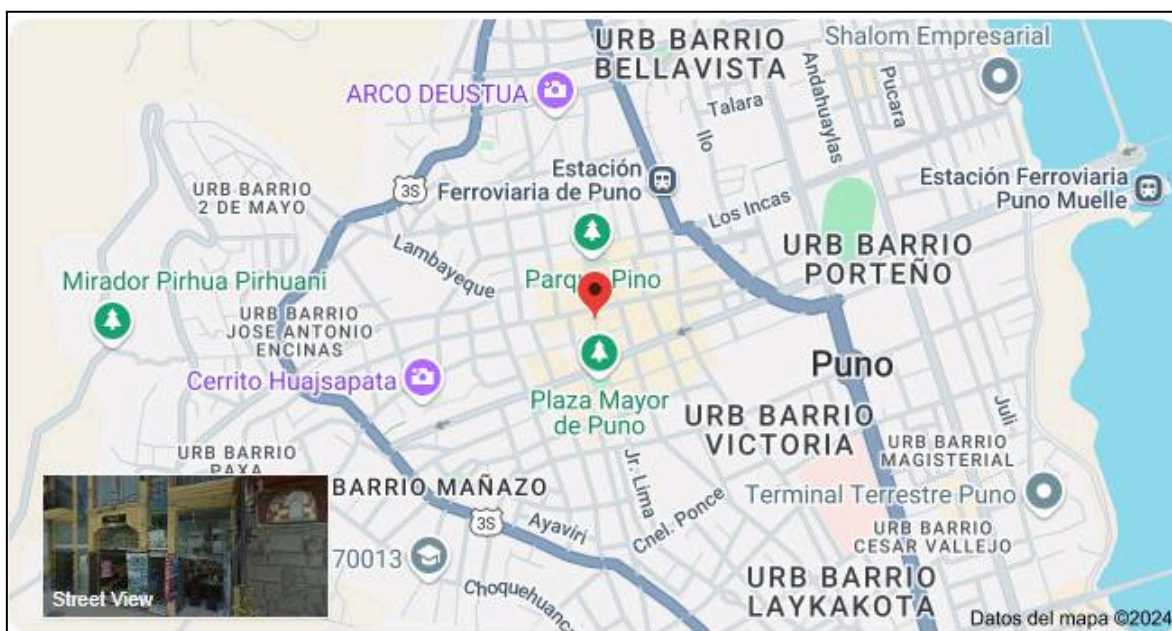 URB BARRIO
BELLAVISTA
Shalom Empresarial
ARCO DEUSTUA
Talara
Ilo
Andahuaylas
Pucara
Estación
Ferroviaria de Puno
3S
Estación Ferroviaria
Puno Muelle
URB BARRIO
2 DE MAYO
Los Incas
Lambayeque
URB BARRIO
PORTEÑO
Mirador Pirhua Pirhuani
Parque Pino
URB BARRIO
JOSE ANTONIO
ENCINAS
Cerrito Huajsapata
Puno
Plaza Mayor
de Puno
URB BARRIO
VICTORIA
Juli
URB BARRIO
MAGISTERIAL
URB BARRIO
PAXA
Jr. Lima
BARRIO MAÑAZO
Cnel. Ponce
Terminal Terrestre Puno
3S
Ayaviri
URB BARRIO
CESAR VALLEJO
70013
Choquehuanc
URB BARRIO
LAYKAKOTA
Street View
Datos del mapa ©2024